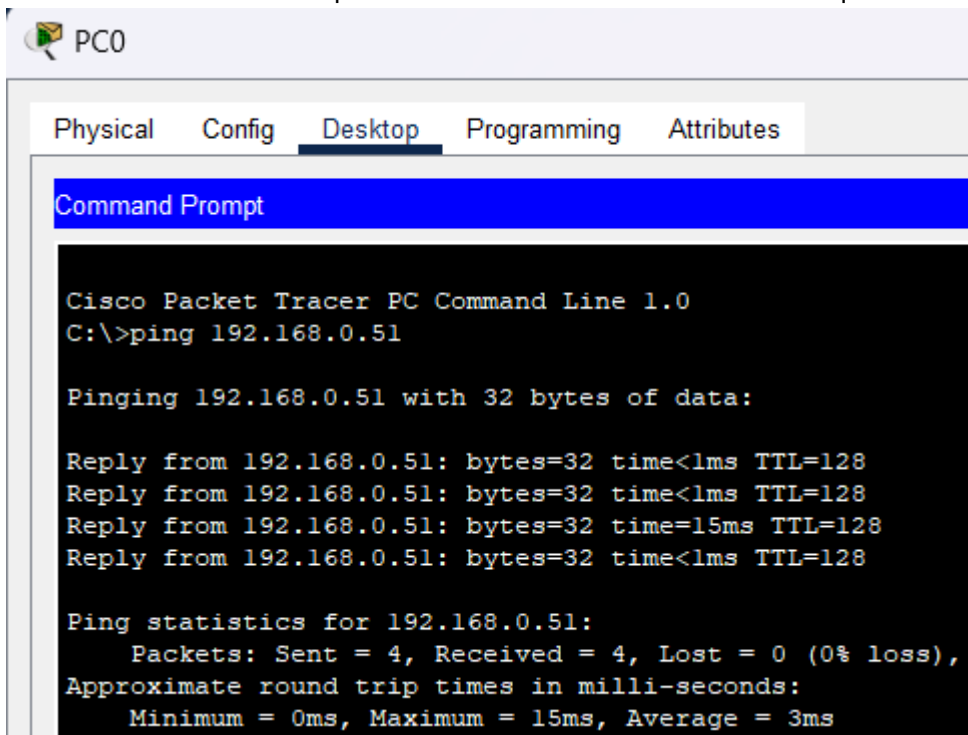 PC0
Physical Config Desktop Programming Attributes
Command Prompt
Cisco Packet Tracer PC Command Line 1.0
C:\>ping 192.168.0.51
Pinging 192.168.0.51 with 32 bytes of data:
Reply from 192.168.0.51: bytes=32 time<1ms TTL=128
Reply from 192.168.0.51: bytes=32 time<1ms TTL=128
Reply from 192.168.0.51: bytes=32 time=15ms TTL=128
Reply from 192.168.0.51: bytes=32 time<1ms TTL=128
Ping statistics for 192.168.0.51:
Packets: Sent = 4, Received = 4, Lost = 0 (0% loss),
Approximate round trip times in milli-seconds:
Minimum = 0ms, Maximum = 15ms, Average = 3ms